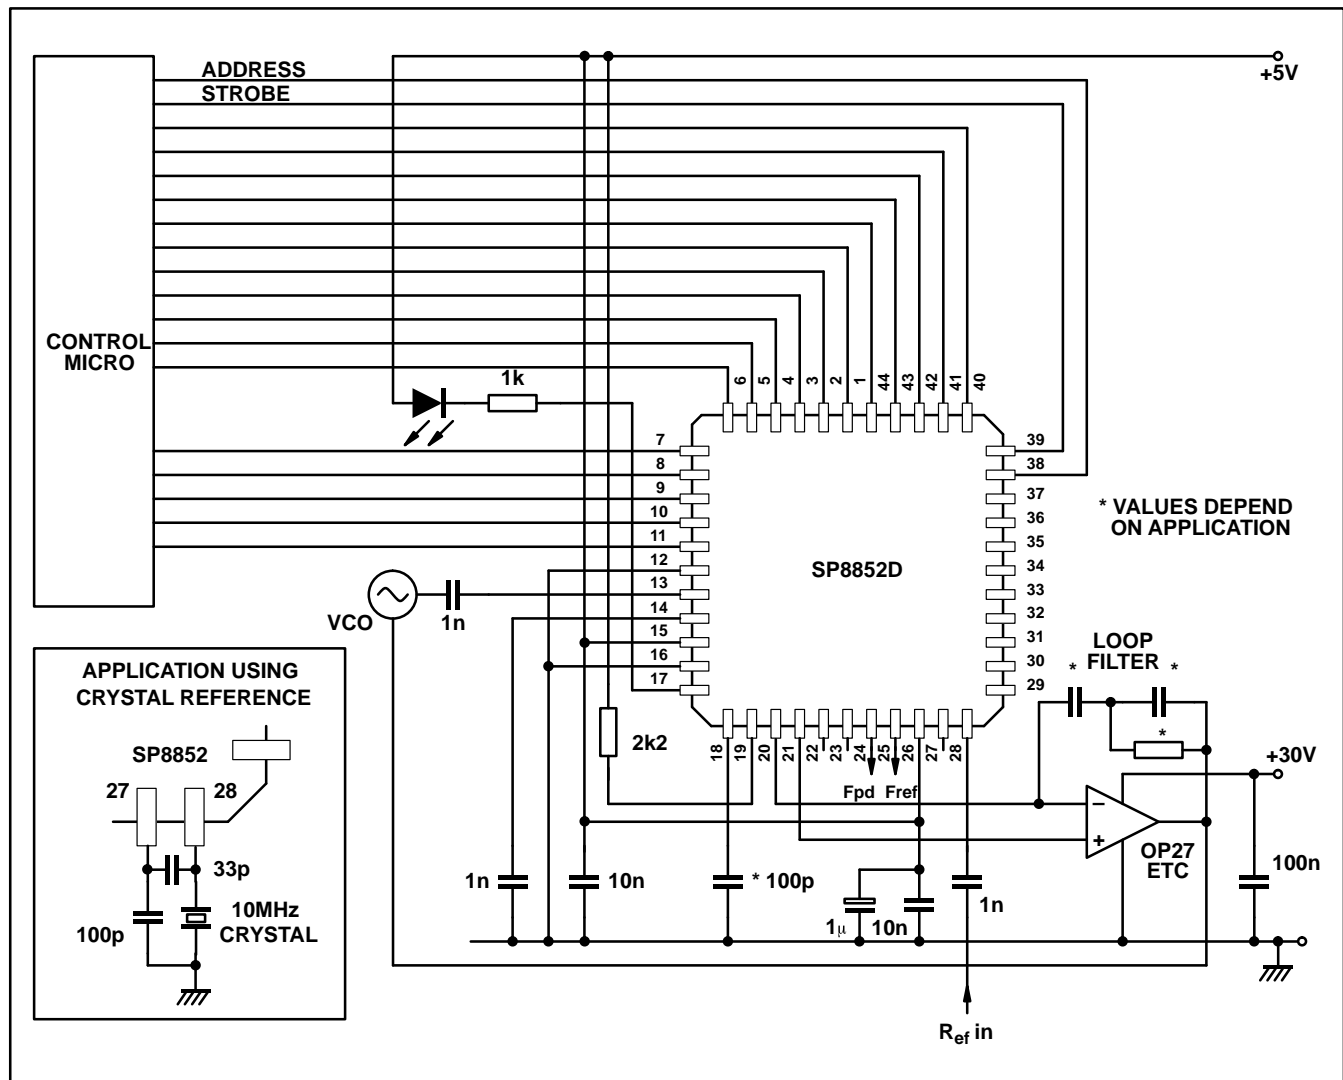 ADDRESS
STROBE
+5V
CONTROL
MICRO
1k
6 5 4 3 2 1 44 43 42 41 40
7
8
9
10
11
12
13
14
15
16
17
39
38
37
36
35
34
33
32
31
30
29
SP8852D
* VALUES DEPEND
ON APPLICATION
VCO
1n
LOOP
FILTER
* *
*
18 19 20 21 22 23 24 25 26 27 28
2k2
Fpd Fref
+30V
−
+
OP27
ETC
100n
1n
10n
* 100p
1µ
10n
1n
Ref in
APPLICATION USING
CRYSTAL REFERENCE
SP8852
27 28
33p
100p
10MHz
CRYSTAL